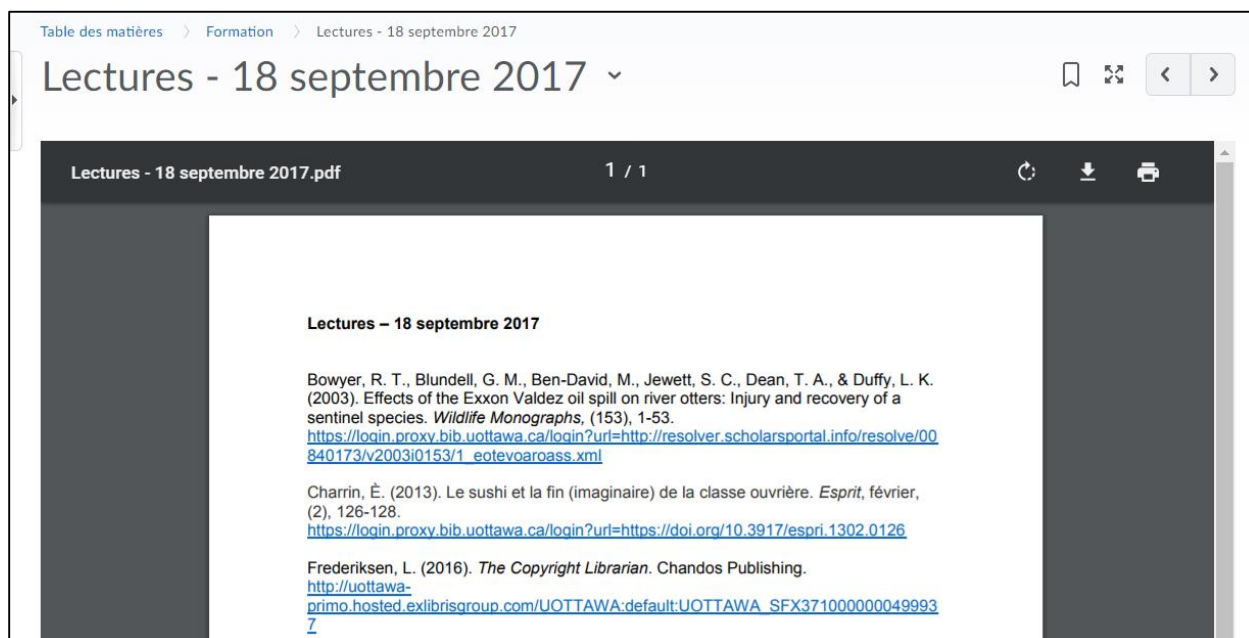 Table des matières > Formation > Lectures - 18 septembre 2017
Lectures - 18 septembre 2017
Lectures - 18 septembre 2017.pdf 1 / 1
Lectures – 18 septembre 2017
Bowyer, R. T., Blundell, G. M., Ben-David, M., Jewett, S. C., Dean, T. A., & Duffy, L. K.
(2003). Effects of the Exxon Valdez oil spill on river otters: Injury and recovery of a
sentinel species. Wildlife Monographs, (153), 1-53.
https://login.proxy.bib.uottawa.ca/login?url=http://resolver.scholarsportal.info/resolve/00
840173/v2003i0153/1_eotevoaroass.xml
Charrin, È. (2013). Le sushi et la fin (imaginaire) de la classe ouvrière. Esprit, février,
(2), 126-128.
https://login.proxy.bib.uottawa.ca/login?url=https://doi.org/10.3917/espri.1302.0126
Frederiksen, L. (2016). The Copyright Librarian. Chandos Publishing.
http://uottawa-
primo.hosted.exlibrisgroup.com/UOTTAWA:default:UOTTAWA_SFX371000000049993
7